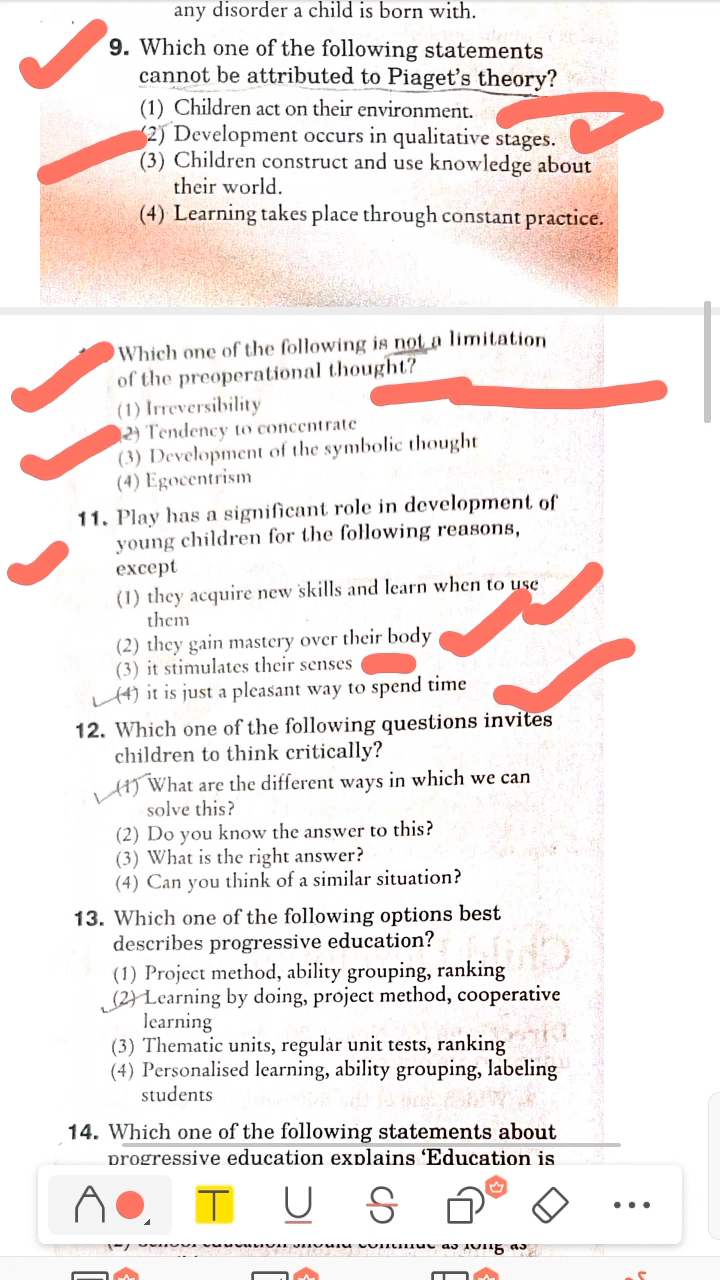 any disorder a child is born with.
9. Which one of the following statements
cannot be attributed to Piaget's theory?
(1) Children act on their environment.
(2) Development occurs in qualitative stages.
(3) Children construct and use knowledge about
their world.
(4) Learning takes place through constant practice.
Which one of the following is not a limitation
of the preoperational thought?
(1) Irreversibility
(2) Tendency to concentrate
(3) Development of the symbolic thought
(4) Egocentrism
11. Play has a significant role in development of
young children for the following reasons,
except
(1) they acquire new skills and learn when to use
them
(2) they gain mastery over their body
(3) it stimulates their senses
(4) it is just a pleasant way to spend time
12. Which one of the following questions invites
children to think critically?
(1) What are the different ways in which we can
solve this?
(2) Do you know the answer to this?
(3) What is the right answer?
(4) Can you think of a similar situation?
13. Which one of the following options best
describes progressive education?
(1) Project method, ability grouping, ranking
(2) Learning by doing, project method, cooperative
learning
(3) Thematic units, regular unit tests, ranking
(4) Personalised learning, ability grouping, labeling
students
14. Which one of the following statements about
progressive education explains 'Education is